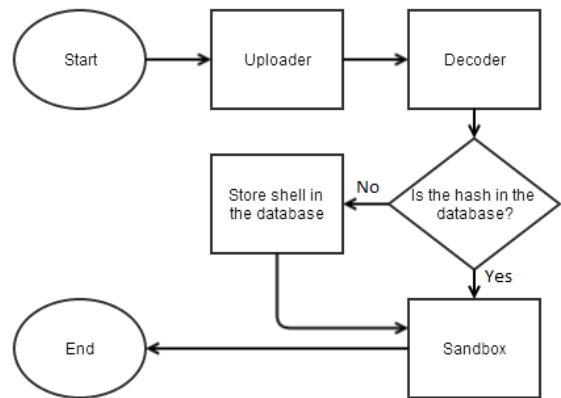 Start
Uploader
Decoder
Is the hash in the
database?
No
Store shell in
the database
Yes
Sandbox
End